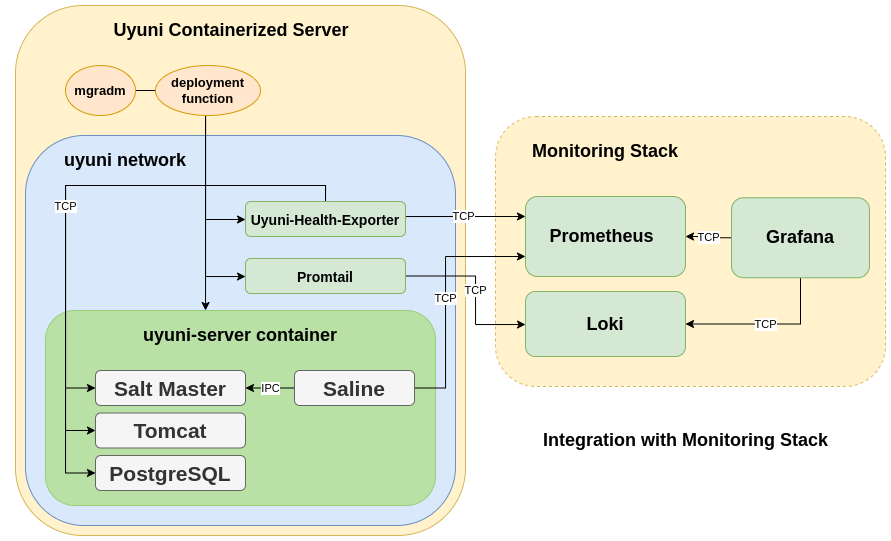 Uyuni Containerized Server
mgradm
deployment
function
uyuni network
TCP
Uyuni-Health-Exporter
TCP
Promtail
TCP
TCP
uyuni-server container
Salt Master
IPC
Saline
Tomcat
PostgreSQL
Monitoring Stack
Prometheus
TCP
Grafana
Loki
TCP
Integration with Monitoring Stack